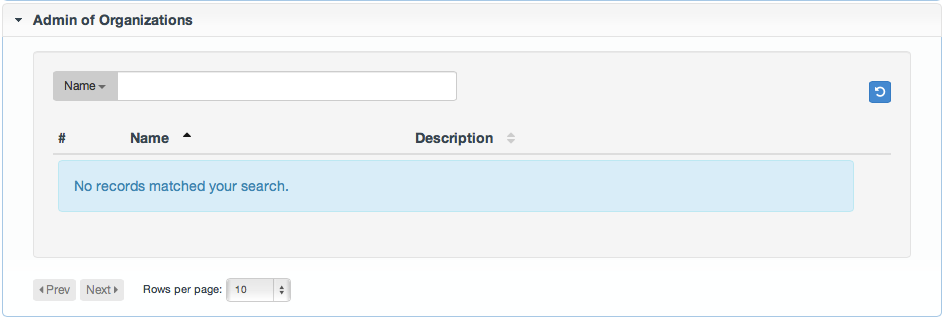 Admin of Organizations
Name
# Name Description
No records matched your search.
Prev Next Rows per page: 10